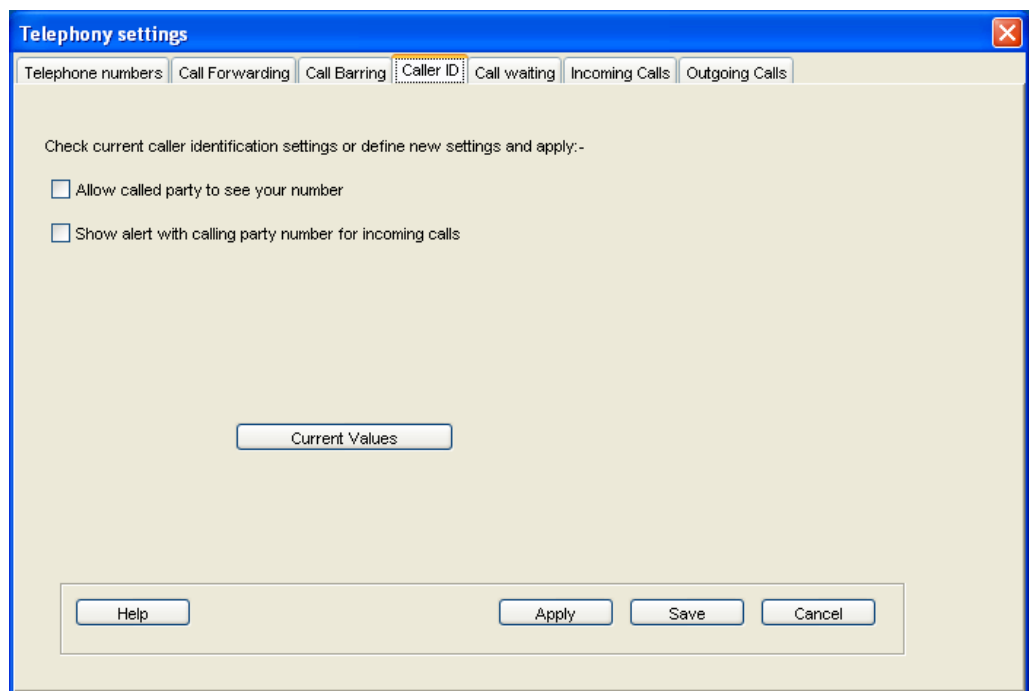 Telephony settings
Telephone numbers Call Forwarding Call Barring Caller ID Call waiting Incoming Calls Outgoing Calls
Check current caller identification settings or define new settings and apply:-
Allow called party to see your number
Show alert with calling party number for incoming calls
Current Values
Help Apply Save Cancel